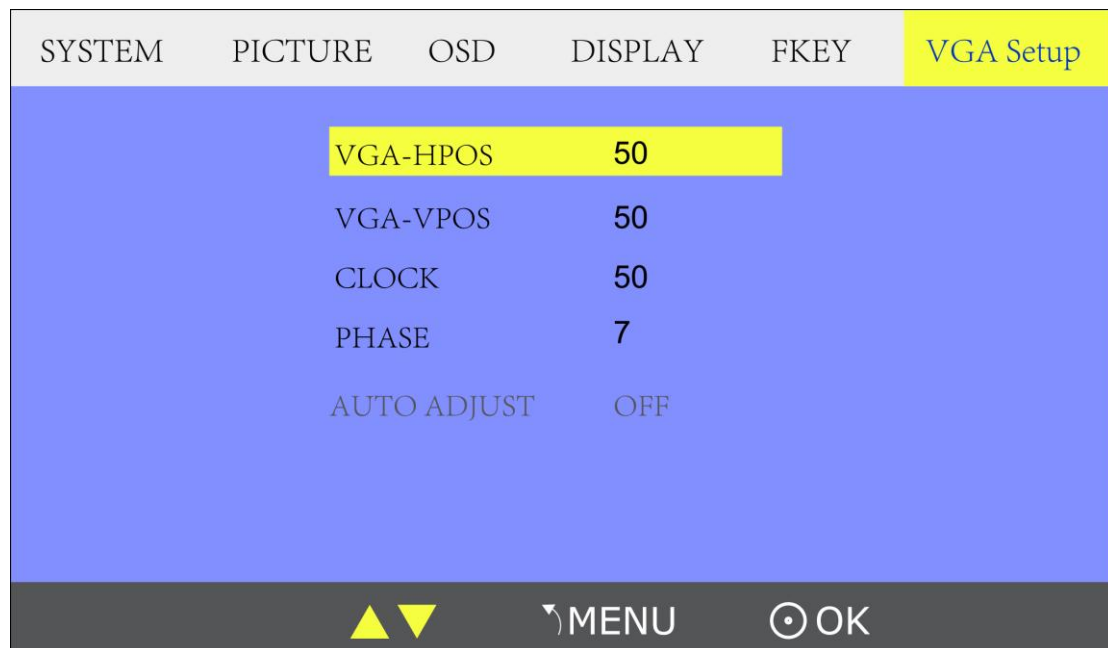 SYSTEM PICTURE OSD DISPLAY FKEY VGA Setup
VGA-HPOS 50
VGA-VPOS 50
CLOCK 50
PHASE 7
AUTO ADJUST OFF
MENU OK